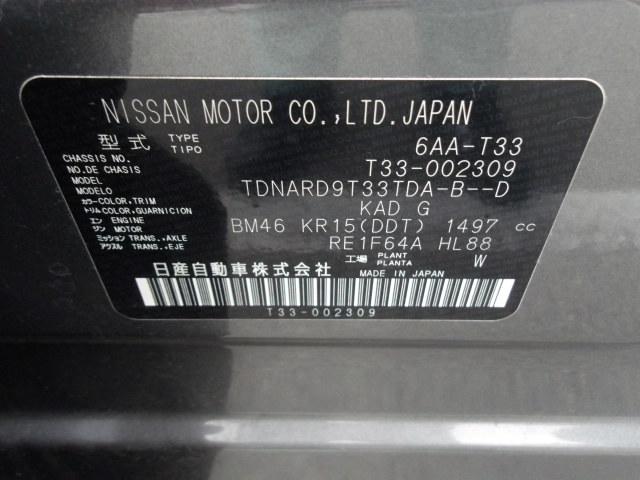 NISSAN MOTOR CO.,LTD.JAPAN
型式 TYPE TIPO 6AA-T33
CHASSIS NO.
NO.DE CHASIS T33-002309
MODEL
MODELO TDNARD9T33TDA-B--D
カラー COLOR,TRIM
トリム COLOR,GUARNICION KAD G
エン ENGINE
ジン MOTOR BM46 KR15(DDT) 1497 cc
ミッション TRANS.,AXLE
アクスル TRANS.,EJE RE1F64A HL88
日産自動車株式会社 工場 PLANT PLANTA W
MADE IN JAPAN
T33-002309